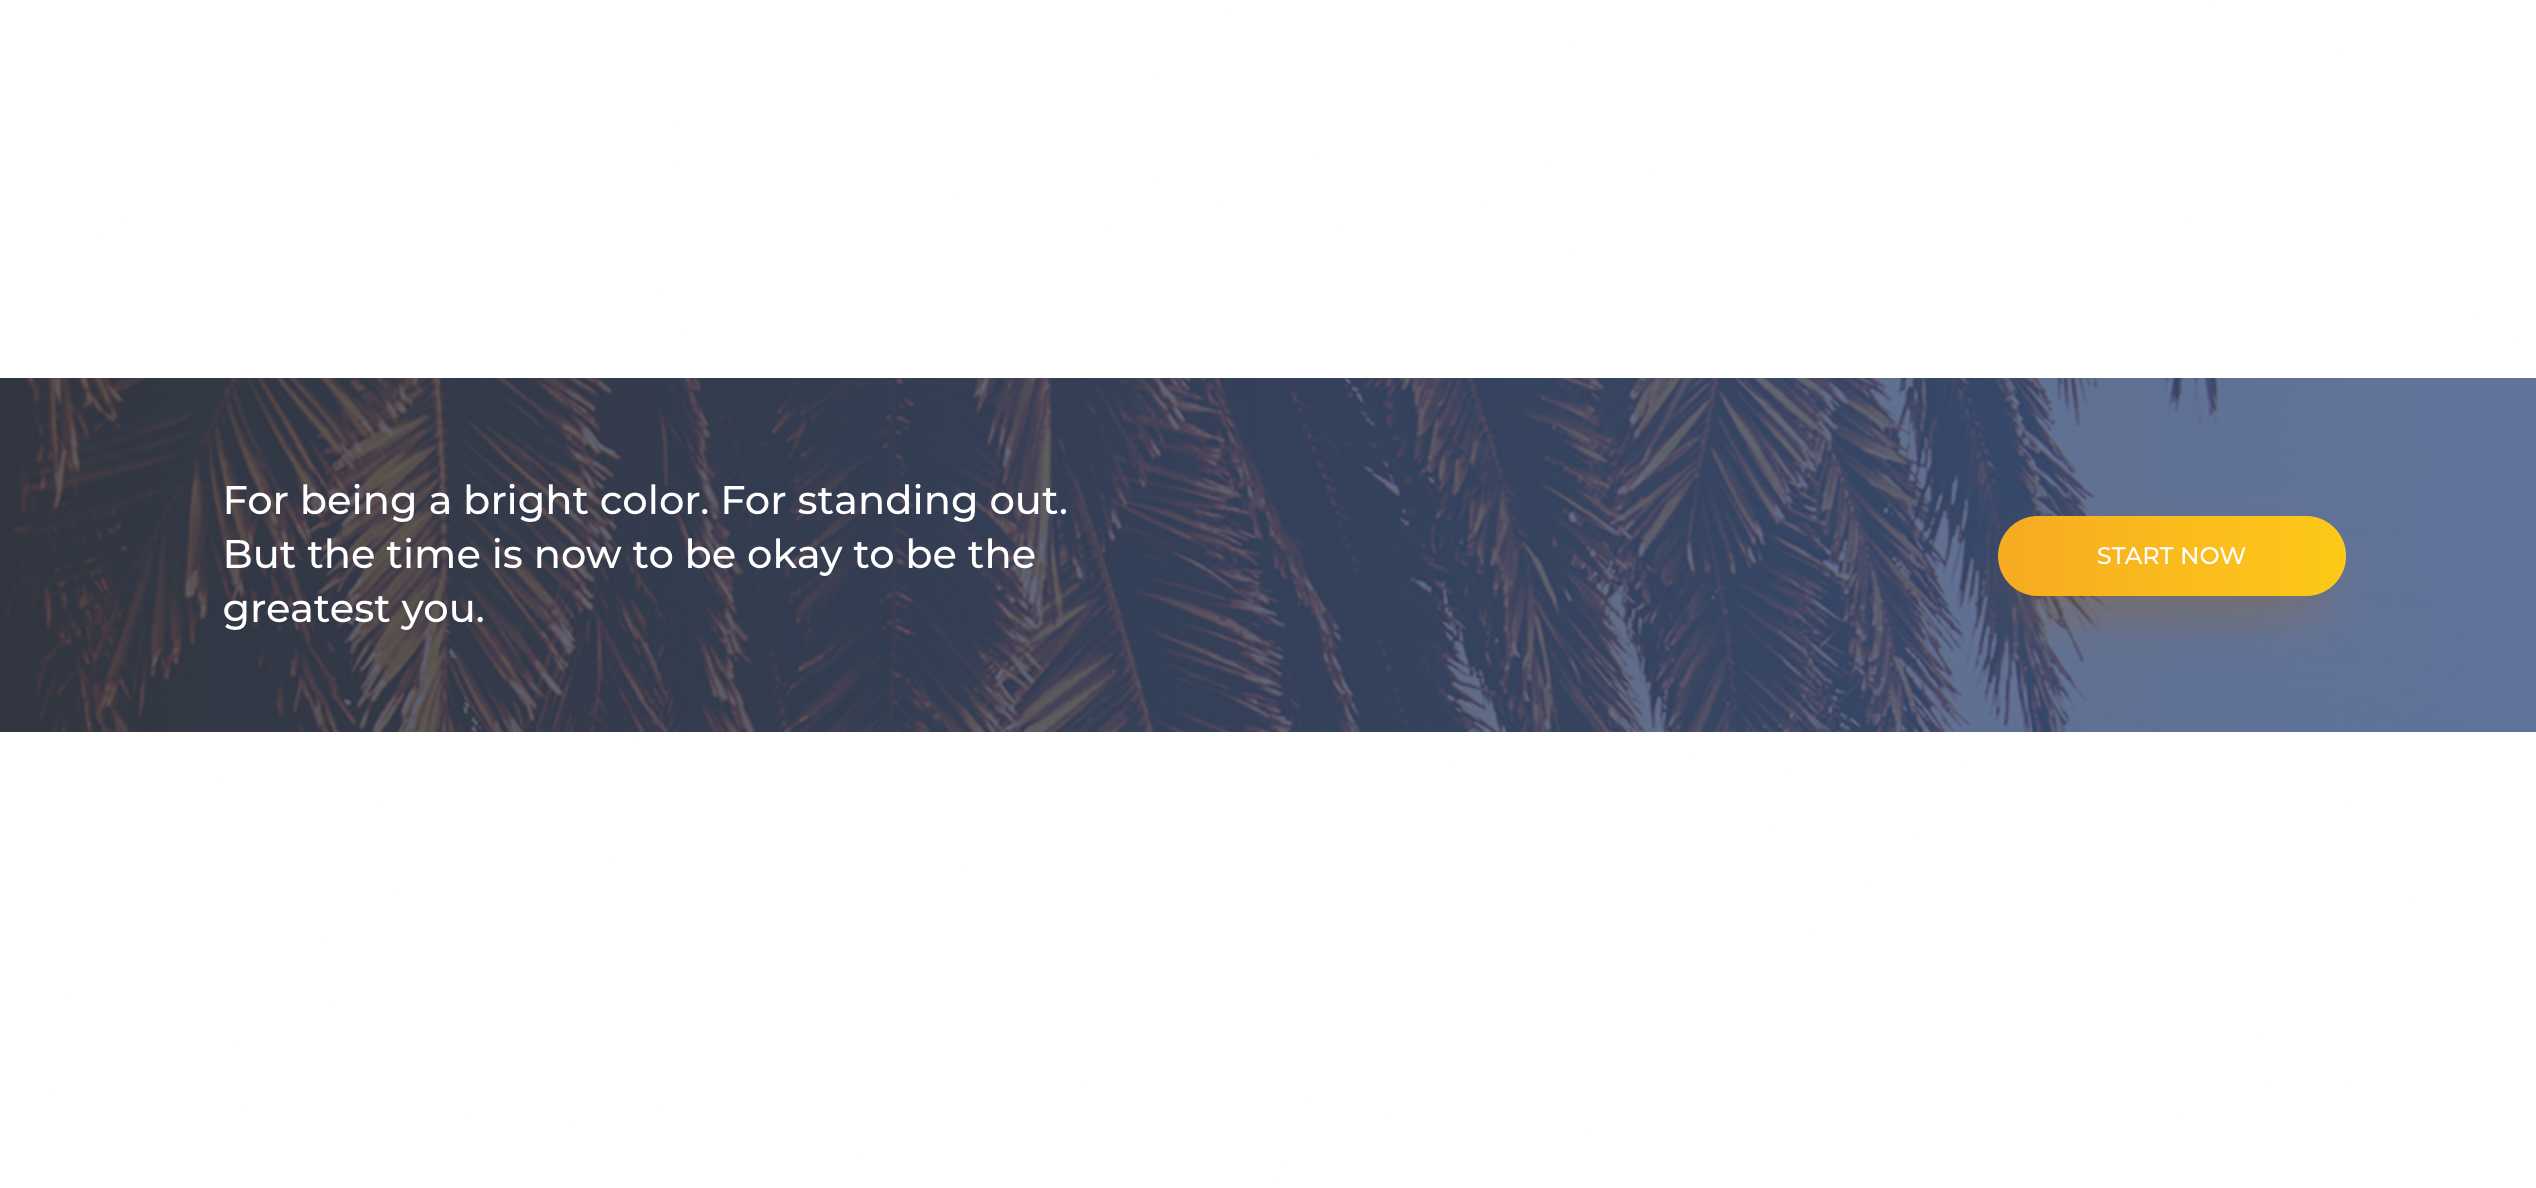 For being a bright color. For standing out.
But the time is now to be okay to be the
greatest you.
START NOW